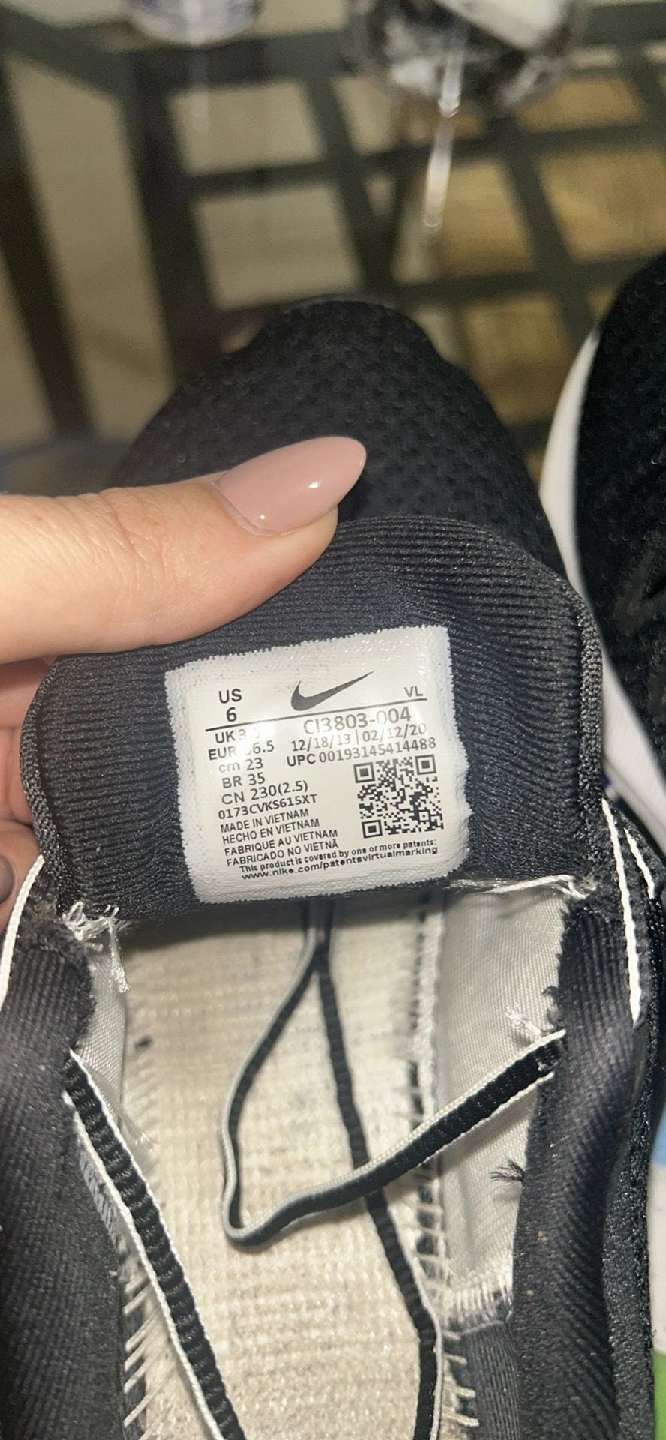 US
6
VL
UK 3.5
CI3803-004
EUR 36.5
12/18/19 | 02/12/20
cm 23
UPC 00193145414488
BR 35
CN 230(2.5)
0173CVKS615XT
MADE IN VIETNAM
HECHO EN VIETNAM
FABRIQUE AU VIETNAM
FABRICADO NO VIETNÃ
This product is covered by one or more patents:
www.nike.com/patentsvirtualmarking